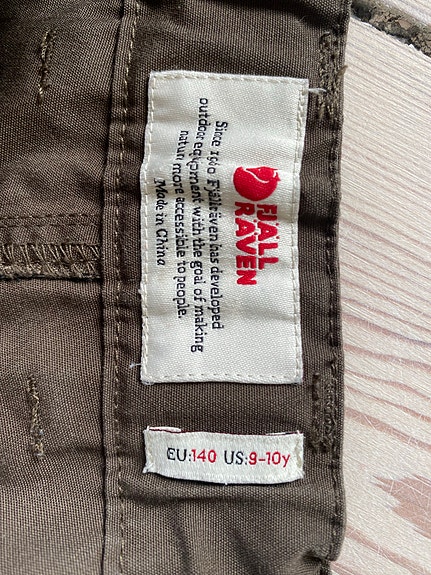 FJÄLL
RÄVEN
Since 1960 Fjällräven has developed
outdoor equipment with the goal of making
natur more accessible to people.
Made in China
EU:140 US:9-10y